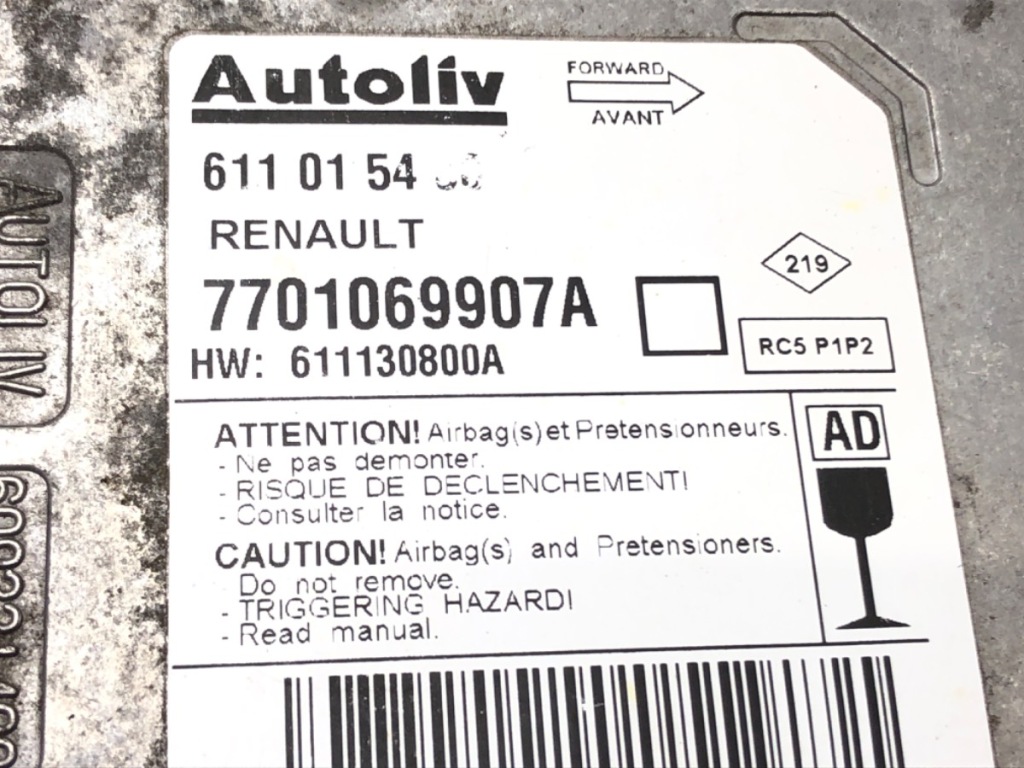 Autoliv
FORWARD
AVANT
611 01 54
RENAULT
219
7701069907A
RC5 P1P2
HW: 611130800A
ATTENTION! Airbag(s) et Pretensionneurs.
- Ne pas demonter.
- RISQUE DE DECLENCHEMENT!
- Consulter la notice.
AD
CAUTION! Airbag(s) and Pretensioners.
Do not remove.
- TRIGGERING HAZARD!
- Read manual.
AUTOLIV